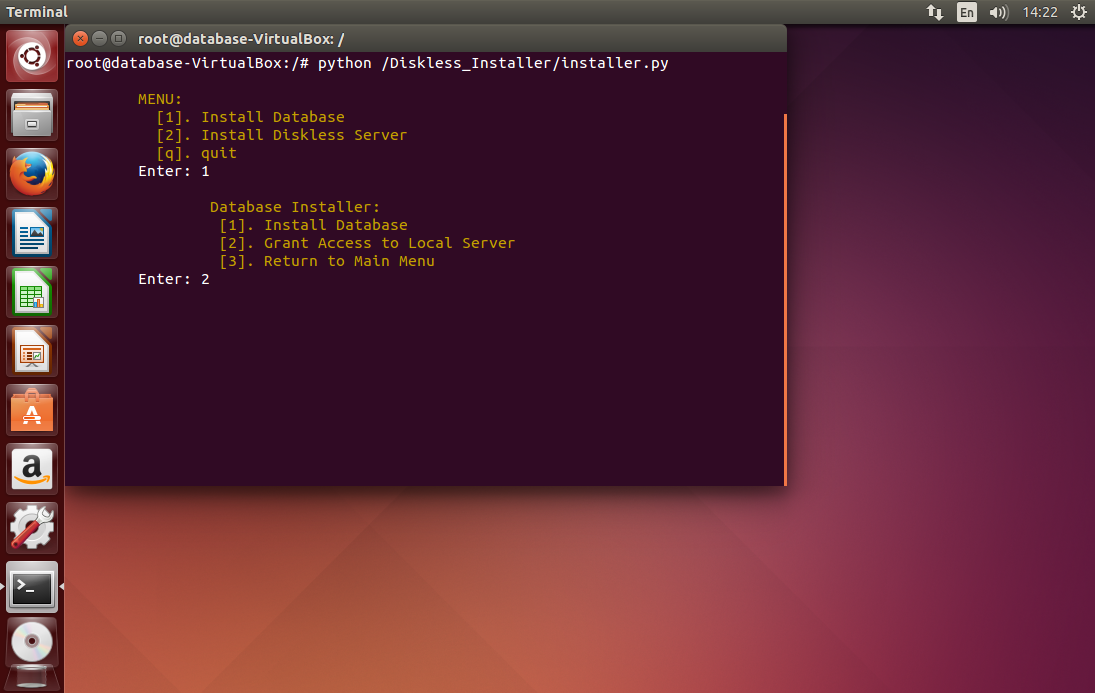 Terminal
En
14:22
root@database-VirtualBox: /
root@database-VirtualBox:/# python /Diskless_Installer/installer.py
MENU:
[1]. Install Database
[2]. Install Diskless Server
[q]. quit
Enter: 1
Database Installer:
[1]. Install Database
[2]. Grant Access to Local Server
[3]. Return to Main Menu
Enter: 2